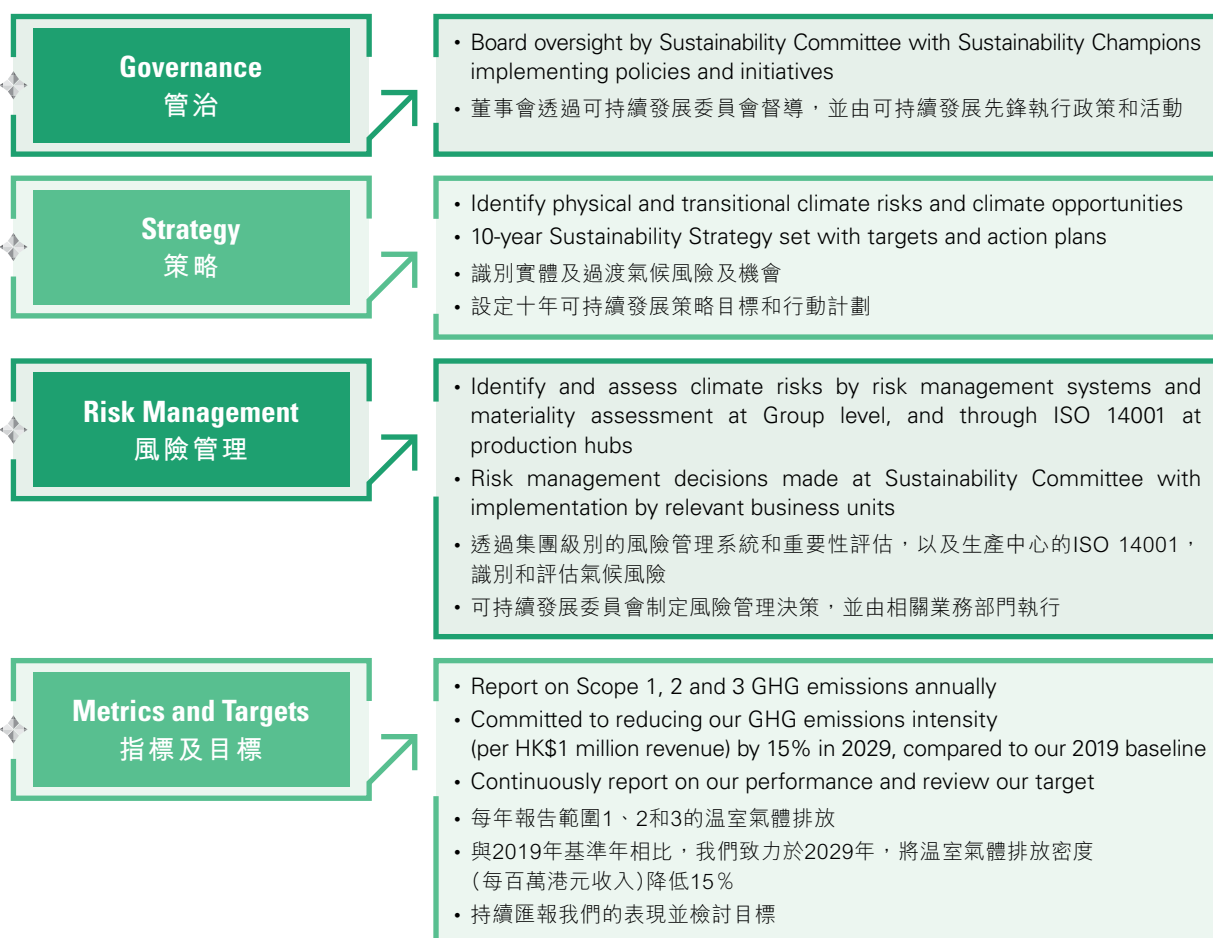 Governance
管治
• Board oversight by Sustainability Committee with Sustainability Champions
implementing policies and initiatives
• 董事會透過可持續發展委員會督導，並由可持續發展先鋒執行政策和活動
Strategy
策略
• Identify physical and transitional climate risks and climate opportunities
• 10-year Sustainability Strategy set with targets and action plans
• 識別實體及過渡氣候風險及機會
• 設定十年可持續發展策略目標和行動計劃
Risk Management
風險管理
• Identify and assess climate risks by risk management systems and
materiality assessment at Group level, and through ISO 14001 at
production hubs
• Risk management decisions made at Sustainability Committee with
implementation by relevant business units
• 透過集團級別的風險管理系統和重要性評估，以及生產中心的ISO 14001，
識別和評估氣候風險
• 可持續發展委員會制定風險管理決策，並由相關業務部門執行
Metrics and Targets
指標及目標
• Report on Scope 1, 2 and 3 GHG emissions annually
• Committed to reducing our GHG emissions intensity
(per HK$1 million revenue) by 15% in 2029, compared to our 2019 baseline
• Continuously report on our performance and review our target
• 每年報告範圍1、2和3的温室氣體排放
• 與2019年基準年相比，我們致力於2029年，將温室氣體排放密度
（每百萬港元收入）降低15％
• 持續匯報我們的表現並檢討目標